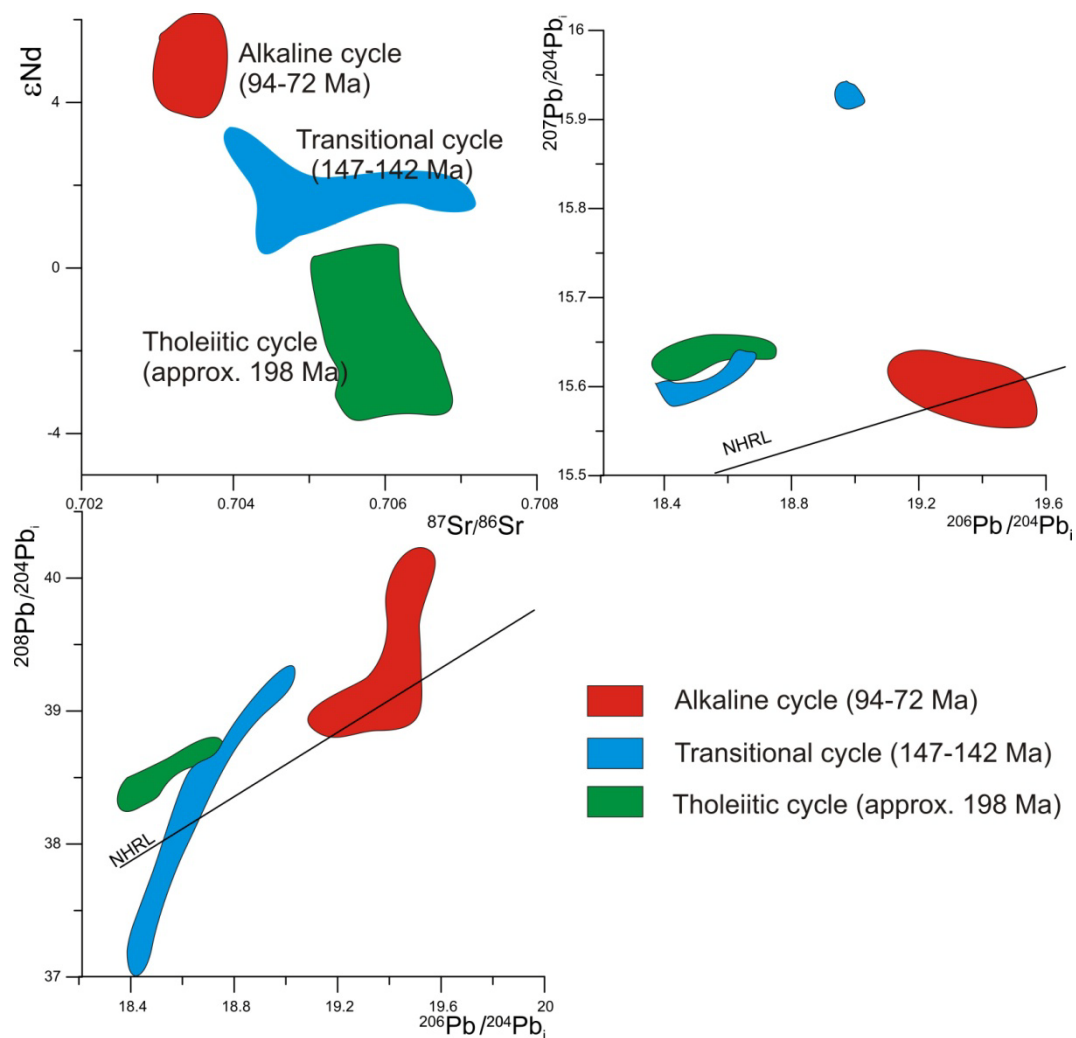 εNd
4
0
-4
Alkaline cycle
(94-72 Ma)
Transitional cycle
(147-142 Ma)
Tholeiitic cycle
(approx. 198 Ma)
0.702
0.704
0.706
0.708
⁸⁷Sr/⁸⁶Sr
²⁰⁷Pb/²⁰⁴Pbᵢ
16
15.9
15.8
15.7
15.6
15.5
NHRL
18.4
18.8
19.2
19.6
²⁰⁶Pb/²⁰⁴Pbᵢ
²⁰⁸Pb/²⁰⁴Pbᵢ
40
39
38
37
NHRL
18.4
18.8
19.2
19.6
20
²⁰⁶Pb/²⁰⁴Pbᵢ
Alkaline cycle (94-72 Ma)
Transitional cycle (147-142 Ma)
Tholeiitic cycle (approx. 198 Ma)